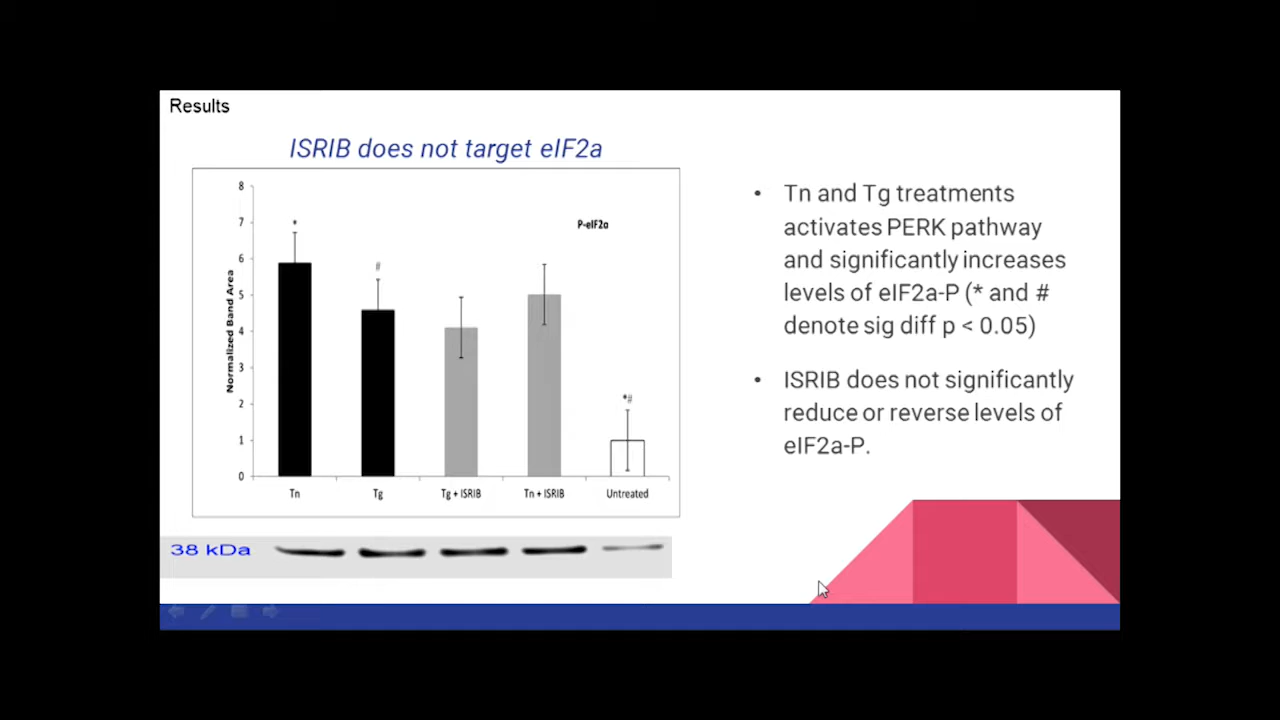 Results
ISRIB does not target eIF2a
8
7
6
5
4
3
2
1
0
Normalized Band Area
*
#
*#
P-eIF2a
Tn
Tg
Tg + ISRIB
Tn + ISRIB
Untreated
38 kDa
• Tn and Tg treatments
activates PERK pathway
and significantly increases
levels of eIF2a-P (* and #
denote sig diff p < 0.05)
• ISRIB does not significantly
reduce or reverse levels of
eIF2a-P.